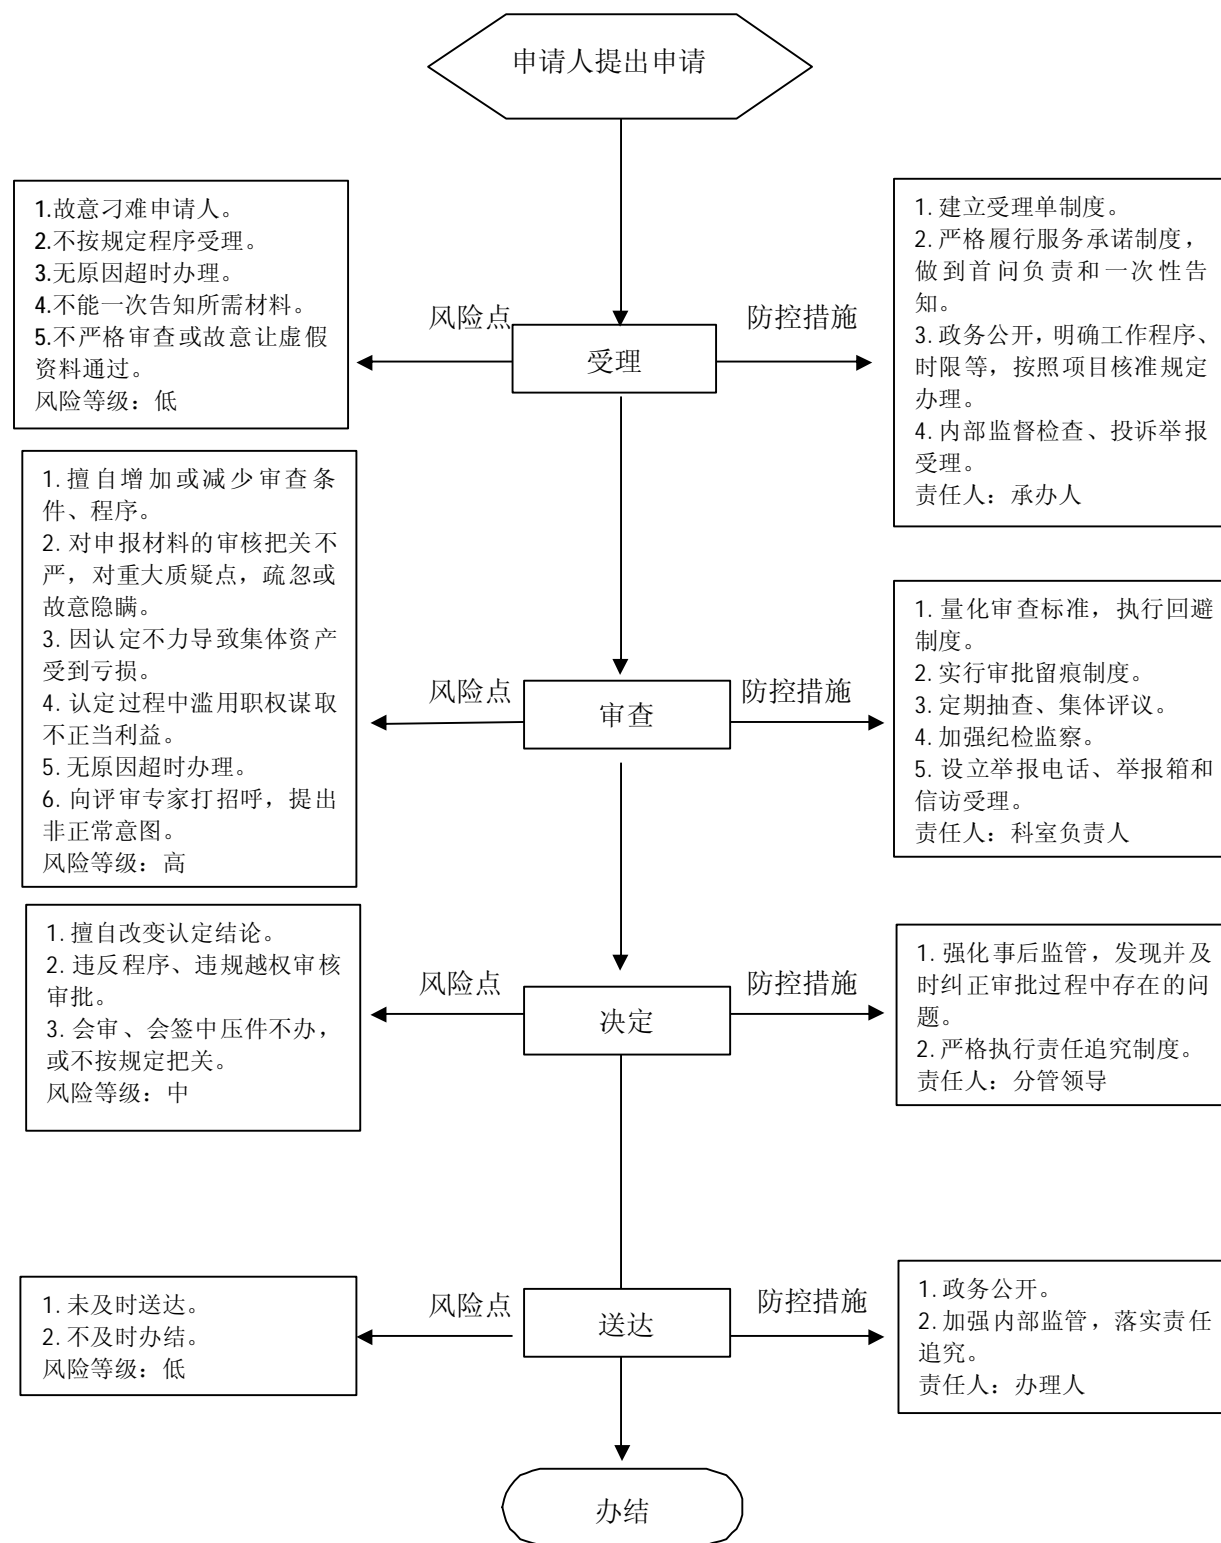 申请人提出申请
1.故意刁难申请人。
2.不按规定程序受理。
3.无原因超时办理。
4.不能一次告知所需材料。
5.不严格审查或故意让虚假
资料通过。
风险等级：低
风险点
受理
防控措施
1.建立受理单制度。
2.严格履行服务承诺制度，
做到首问负责和一次性告
知。
3.政务公开，明确工作程序、
时限等，按照项目核准规定
办理。
4.内部监督检查、投诉举报
受理。
责任人：承办人
1.擅自增加或减少审查条
件、程序。
2.对申报材料的审核把关不
严，对重大质疑点，疏忽或
故意隐瞒。
3.因认定不力导致集体资产
受到亏损。
4.认定过程中滥用职权谋取
不正当利益。
5.无原因超时办理。
6.向评审专家打招呼，提出
非正常意图。
风险等级：高
风险点
审查
防控措施
1.量化审查标准，执行回避
制度。
2.实行审批留痕制度。
3.定期抽查、集体评议。
4.加强纪检监察。
5.设立举报电话、举报箱和
信访受理。
责任人：科室负责人
1.擅自改变认定结论。
2.违反程序、违规越权审核
审批。
3.会审、会签中压件不办，
或不按规定把关。
风险等级：中
风险点
决定
防控措施
1.强化事后监管，发现并及
时纠正审批过程中存在的问
题。
2.严格执行责任追究制度。
责任人：分管领导
1.未及时送达。
2.不及时办结。
风险等级：低
风险点
送达
防控措施
1.政务公开。
2.加强内部监管，落实责任
追究。
责任人：办理人
办结